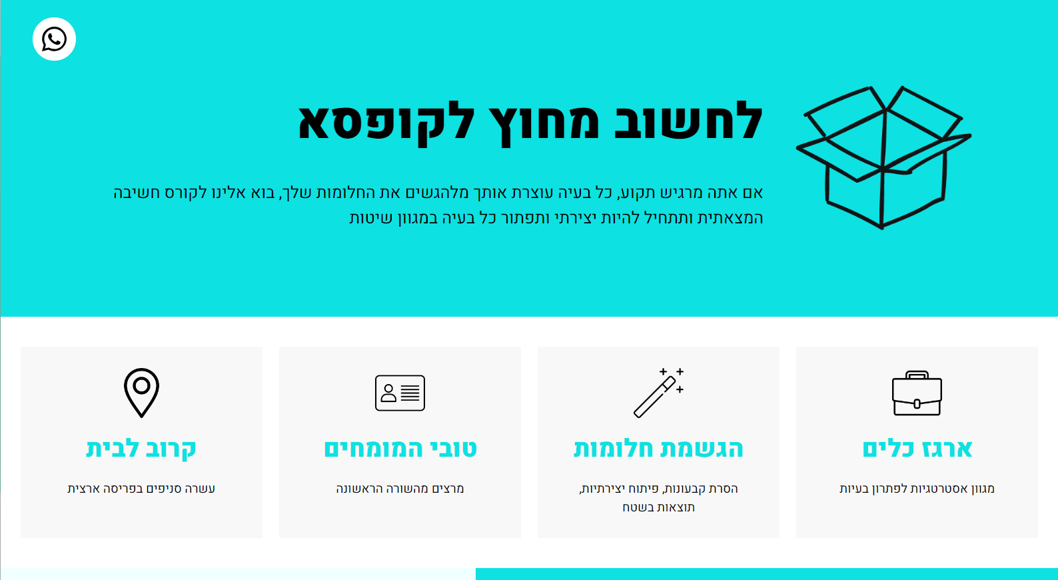 לחשוב מחוץ לקופסא
אם אתה מרגיש תקוע, כל בעיה עוצרת אותך מלהגשים את החלומות שלך, בוא אלינו לקורס חשיבה
המצאתית ותתחיל להיות יצירתי ותפתור כל בעיה במגוון שיטות
ארגז כלים
מגוון אסטרטגיות לפתרון בעיות
הגשמת חלומות
הסרת קבעונות, פיתוח יצירתיות,
תוצאות בשטח
טובי המומחים
מרצים מהשורה הראשונה
קרוב לבית
עשרה סניפים בפריסה ארצית